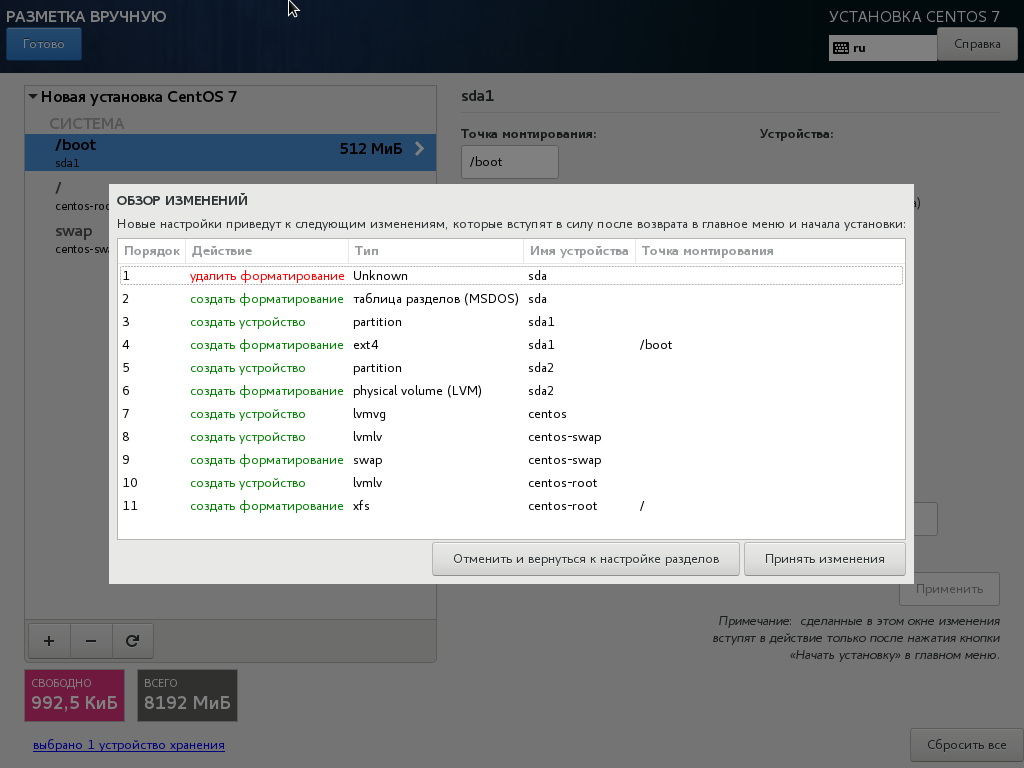 РАЗМЕТКА ВРУЧНУЮ
УСТАНОВКА CENTOS 7
Готово
ru
Справка
Новая установка CentOS 7
СИСТЕМА
/boot
512 МиБ
sda1
/
swap
sda1
Точка монтирования:
Устройства:
/boot
ОБЗОР ИЗМЕНЕНИЙ
Новые настройки приведут к следующим изменениям, которые вступят в силу после возврата в главное меню и начала установки:
Порядок Действие Тип Имя устройства Точка монтирования
1 удалить форматирование Unknown sda
2 создать форматирование таблица разделов (MSDOS) sda
3 создать устройство partition sda1
4 создать форматирование ext4 sda1 /boot
5 создать устройство partition sda2
6 создать форматирование physical volume (LVM) sda2
7 создать устройство lvmvg centos
8 создать устройство lvmlv centos-swap
9 создать форматирование swap centos-swap
10 создать устройство lvmlv centos-root
11 создать форматирование xfs centos-root /
Отменить и вернуться к настройке разделов
Принять изменения
Применить
Примечание: сделанные в этом окне изменения
вступят в действие только после нажатия кнопки
«Начать установку» в главном меню.
СВОБОДНО
992,5 КиБ
ВСЕГО
8192 МиБ
выбрано 1 устройство хранения
Сбросить все